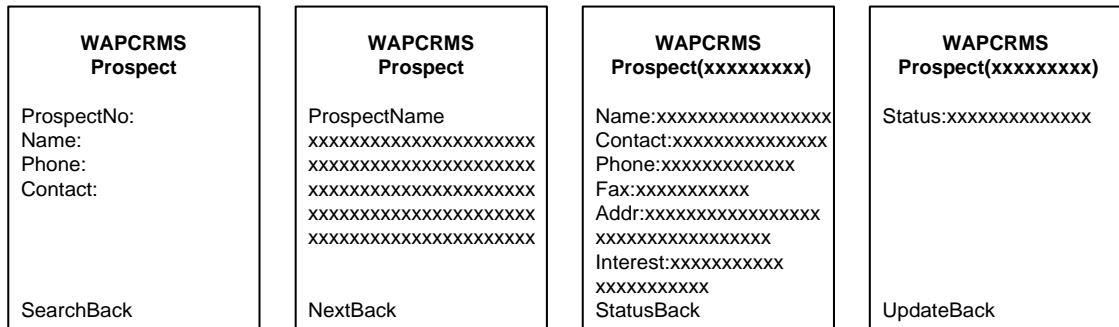 WAPCRMS
Prospect
ProspectNo:
Name:
Phone:
Contact:
SearchBack
WAPCRMS
Prospect
ProspectName
xxxxxxxxxxxxxxxxxxxxxx
xxxxxxxxxxxxxxxxxxxxxx
xxxxxxxxxxxxxxxxxxxxxx
xxxxxxxxxxxxxxxxxxxxxx
xxxxxxxxxxxxxxxxxxxxxx
NextBack
WAPCRMS
Prospect(xxxxxxxxx)
Name:xxxxxxxxxxxxxxxxx
Contact:xxxxxxxxxxxxxxx
Phone:xxxxxxxxxxxxx
Fax:xxxxxxxxxxx
Addr:xxxxxxxxxxxxxxxxx
xxxxxxxxxxxxxxxxx
Interest:xxxxxxxxxxx
xxxxxxxxxxx
StatusBack
WAPCRMS
Prospect(xxxxxxxxx)
Status:xxxxxxxxxxxxxx
UpdateBack